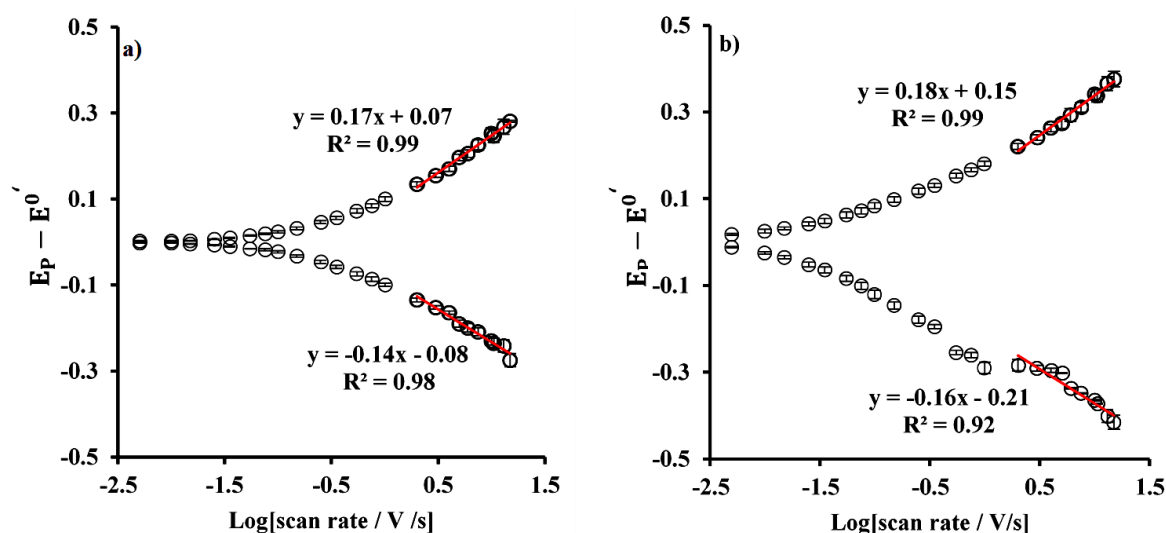 a)
0.5
0.3
0.1
-0.1
-0.3
-0.5
E_P – E^0´
y = 0.17x + 0.07
R² = 0.99
y = -0.14x - 0.08
R² = 0.98
-2.5 -1.5 -0.5 0.5 1.5
Log[scan rate / V /s]
b)
0.5
0.3
0.1
-0.1
-0.3
-0.5
E_P – E^0´
y = 0.18x + 0.15
R² = 0.99
y = -0.16x - 0.21
R² = 0.92
-2.5 -1.5 -0.5 0.5 1.5
Log[scan rate / V/s]